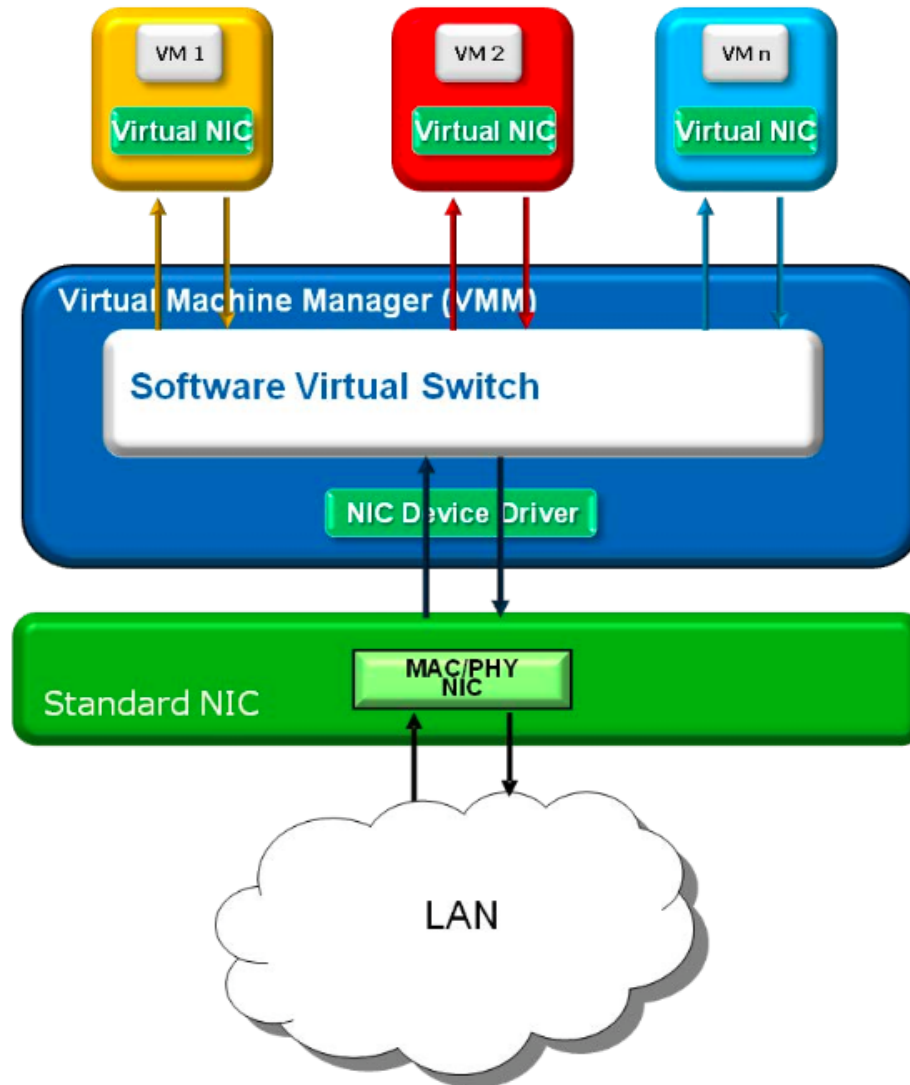 VM 1
VM 2
VM n
Virtual NIC
Virtual NIC
Virtual NIC
Virtual Machine Manager (VMM)
Software Virtual Switch
NIC Device Driver
MAC/PHY
NIC
Standard NIC
LAN